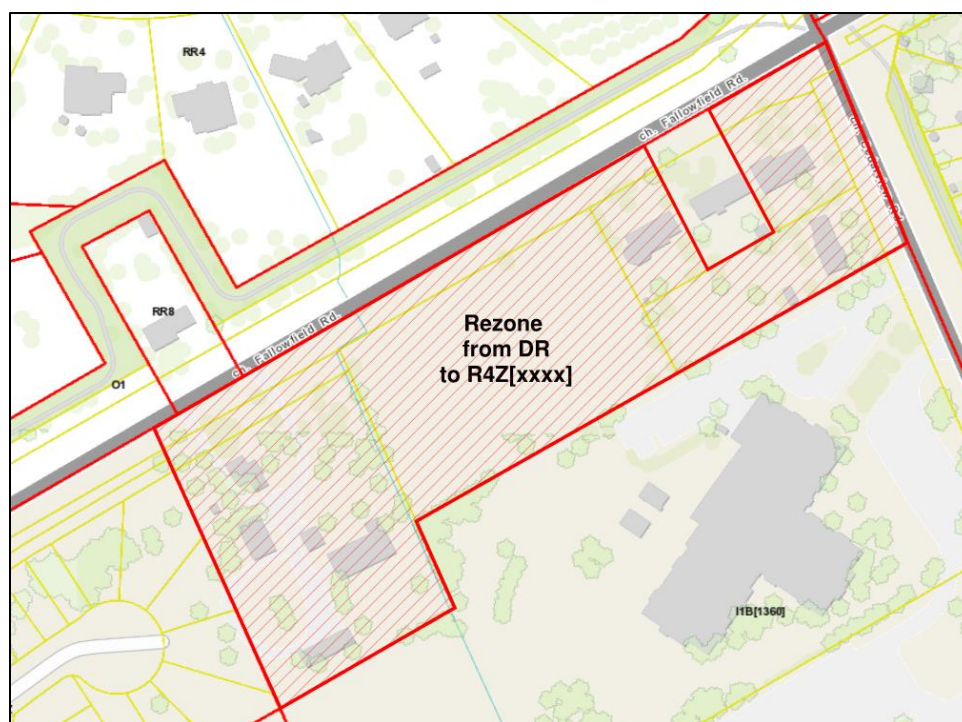 RR4
ch. Fallowfield Rd.
RR8
ch. Fallowfield Rd.
O1
Rezone
from DR
to R4Z[xxxx]
I1B[1360]